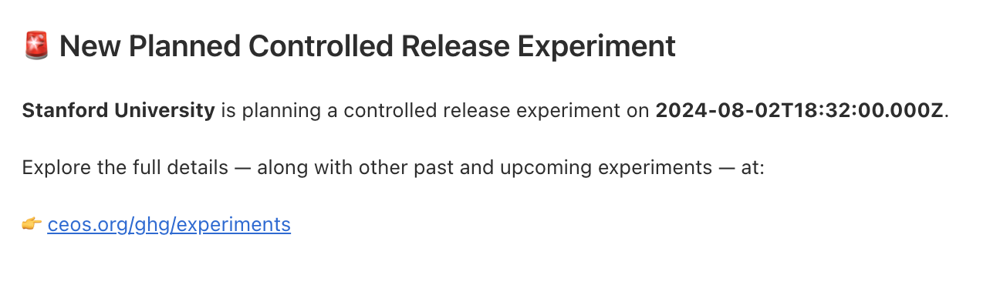 🚨 New Planned Controlled Release Experiment
Stanford University is planning a controlled release experiment on 2024-08-02T18:32:00.000Z.
Explore the full details — along with other past and upcoming experiments — at:
👉 ceos.org/ghg/experiments